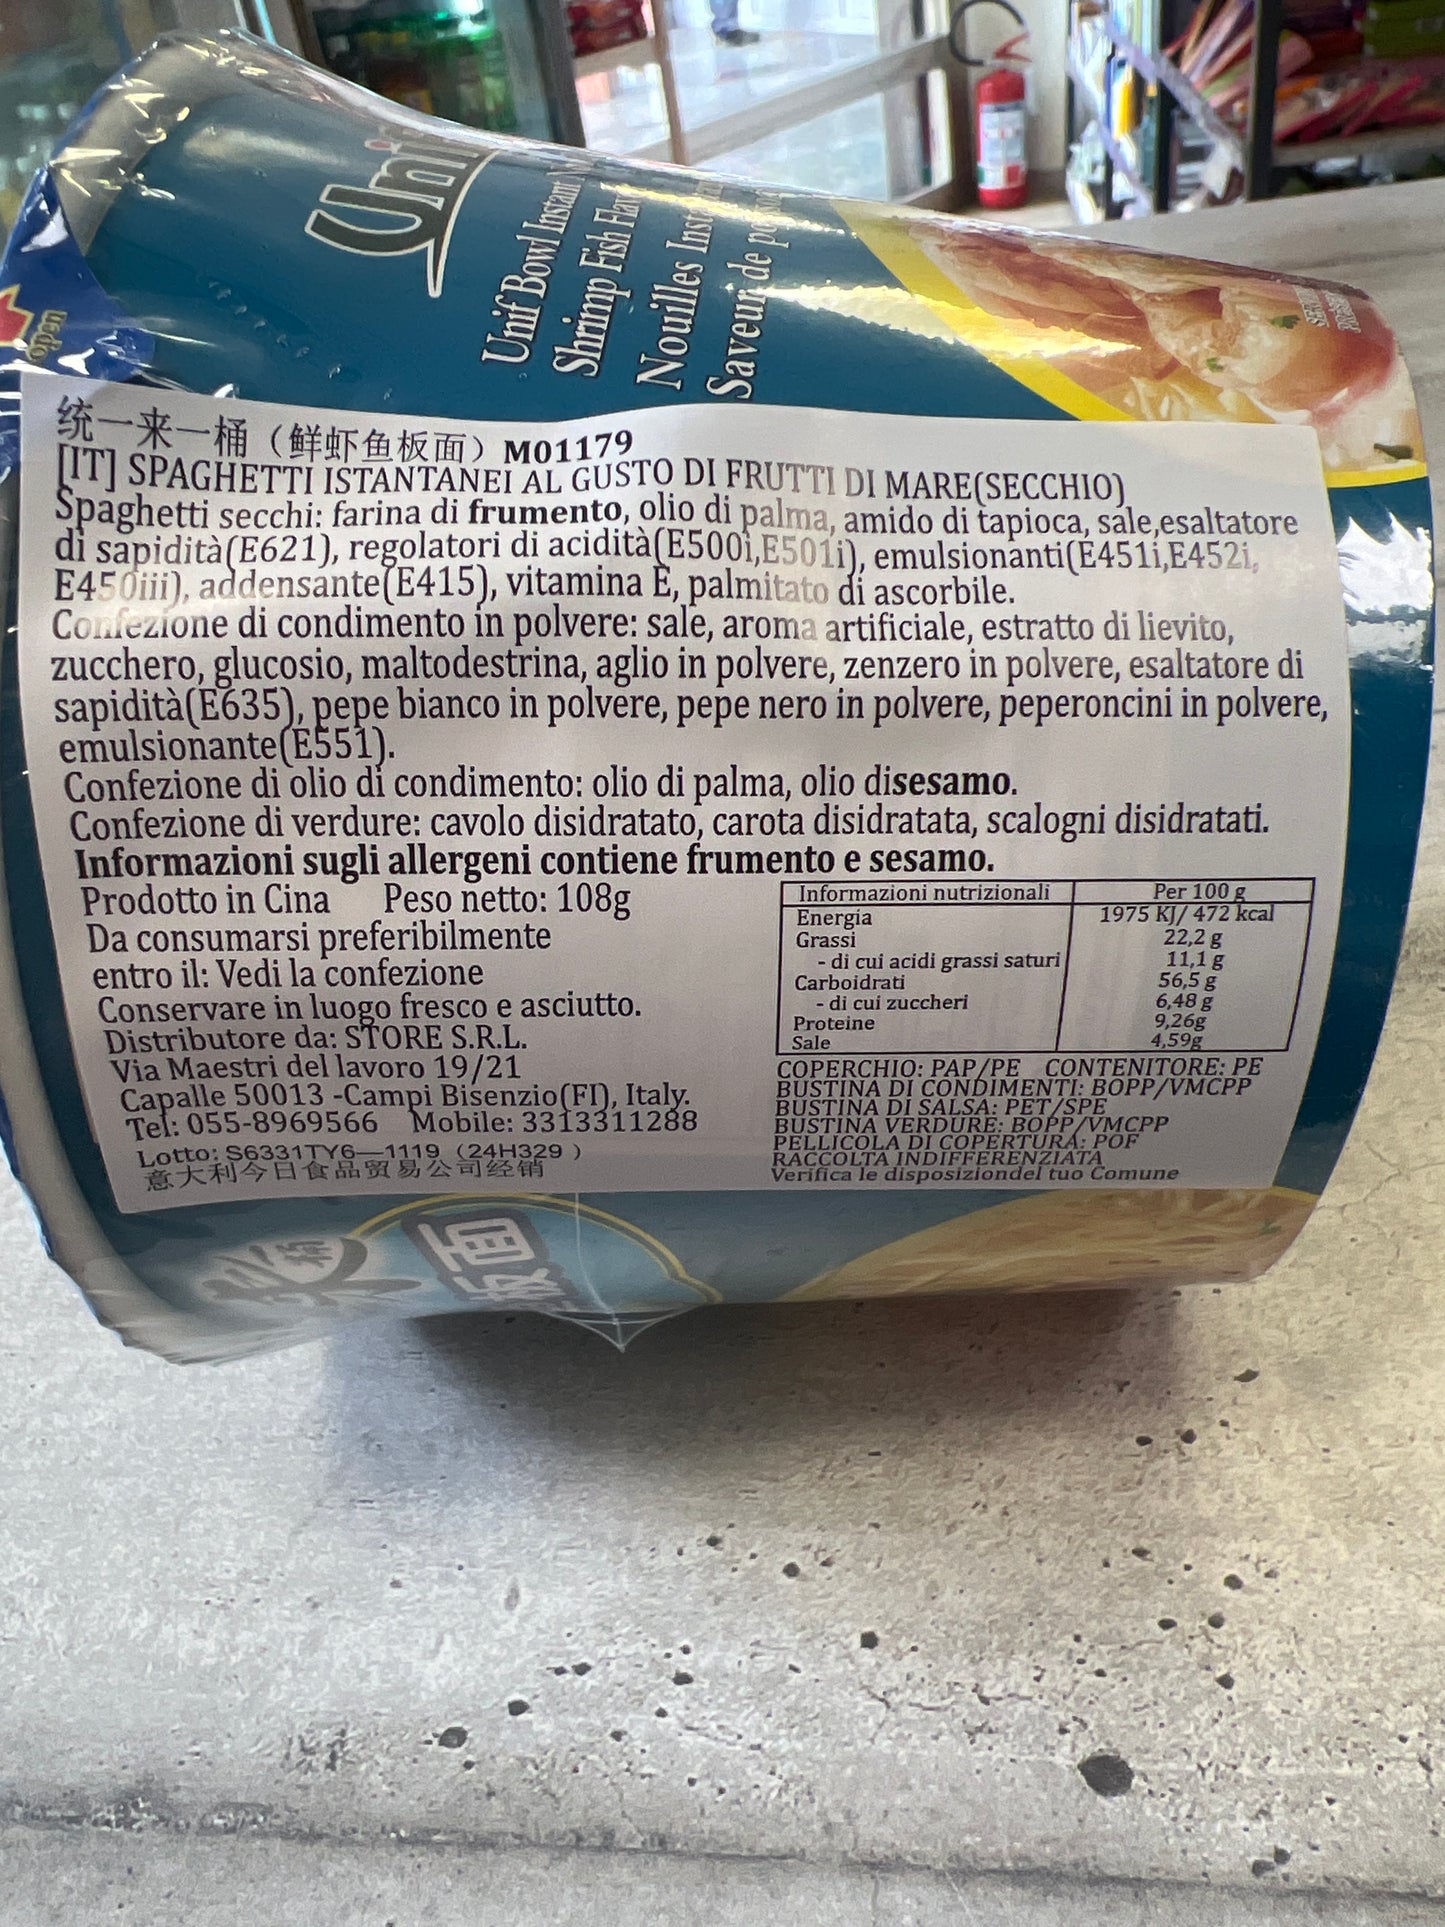 open
Unif Bowl Instant
Shrimp Fish
Nouilles
Saveur de
统一来一桶（鲜虾鱼板面）M01179
[IT] SPAGHETTI ISTANTANEI AL GUSTO DI FRUTTI DI MARE(SECCHIO)
Spaghetti secchi: farina di frumento, olio di palma, amido di tapioca, sale,esaltatore
di sapidità(E621), regolatori di acidità(E500i,E501i), emulsionanti(E451i,E452i,
E450iii), addensante(E415), vitamina E, palmitato di ascorbile.
Confezione di condimento in polvere: sale, aroma artificiale, estratto di lievito,
zucchero, glucosio, maltodestrina, aglio in polvere, zenzero in polvere, esaltatore di
sapidità(E635), pepe bianco in polvere, pepe nero in polvere, peperoncini in polvere,
emulsionante(E551).
Confezione di olio di condimento: olio di palma, olio disesamo.
Confezione di verdure: cavolo disidratato, carota disidratata, scalogni disidratati.
Informazioni sugli allergeni contiene frumento e sesamo.
Prodotto in Cina Peso netto: 108g
Da consumarsi preferibilmente
entro il: Vedi la confezione
Conservare in luogo fresco e asciutto.
Distributore da: STORE S.R.L.
Via Maestri del lavoro 19/21
Capalle 50013 -Campi Bisenzio(FI), Italy.
Tel: 055-8969566 Mobile: 3313311288
Lotto: S6331TY6—1119（24H329）
意大利今日食品贸易公司经销
Informazioni nutrizionali Per 100 g
Energia 1975 KJ/ 472 kcal
Grassi 22,2 g
- di cui acidi grassi saturi 11,1 g
Carboidrati 56,5 g
- di cui zuccheri 6,48 g
Proteine 9,26g
Sale 4,59g
COPERCHIO: PAP/PE CONTENITORE: PE
BUSTINA DI CONDIMENTI: BOPP/VMCPP
BUSTINA DI SALSA: PET/SPE
BUSTINA VERDURE: BOPP/VMCPP
PELLICOLA DI COPERTURA: POF
RACCOLTA INDIFFERENZIATA
Verifica le disposiziondel tuo Comune
板面